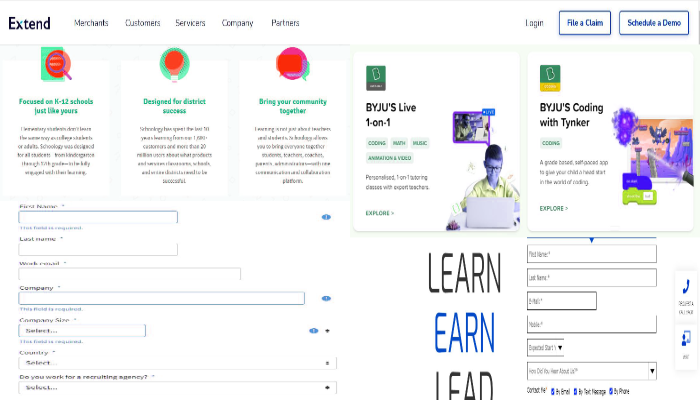 Extend
Merchants
Customers
Servicers
Company
Partners
Login
File a Claim
Schedule a Demo
Focused on K-12 schools
just like yours
Elementary students don't learn
the same way as college students
or adults. Schoology was designed
for all students - from kindergarten
through 12th grade—to be fully
engaged with their learning.
Designed for district
success
Schoology has spent the last 10
years learning from our 1,600+
customers and more than 20
million users about what products
and services classrooms, schools,
and entire districts need to be
successful.
Bring your community
together
Learning is not just about teachers
and students. Schoology allows
you to bring everyone together
students, teachers, coaches,
parents, administration—with one
communication and collaboration
platform.
BYJU'S Live
1-on-1
CODING
MATH
MUSIC
ANIMATION & VIDEO
Personalised, 1-on-1 tutoring
classes with expert teachers.
EXPLORE >
LIVE
BYJU'S Coding
with Tynker
CODING
A grade based, self-paced app
to give your child a head start
in the world of coding.
EXPLORE >
First Name *
This field is required.
Last name *
Work email *
Company *
This field is required.
Company Size *
Select...
This field is required.
Country *
Select...
Do you work for a recruiting agency? *
Select...
LEARN
EARN
LEAD
First Name:*
Last Name:*
E-Mail:*
Mobile:*
Expected Start Y
How Did You Hear About Us?*
Contact Me?
By Email
By Text Message
By Phone
REQUEST A
CALL BACK